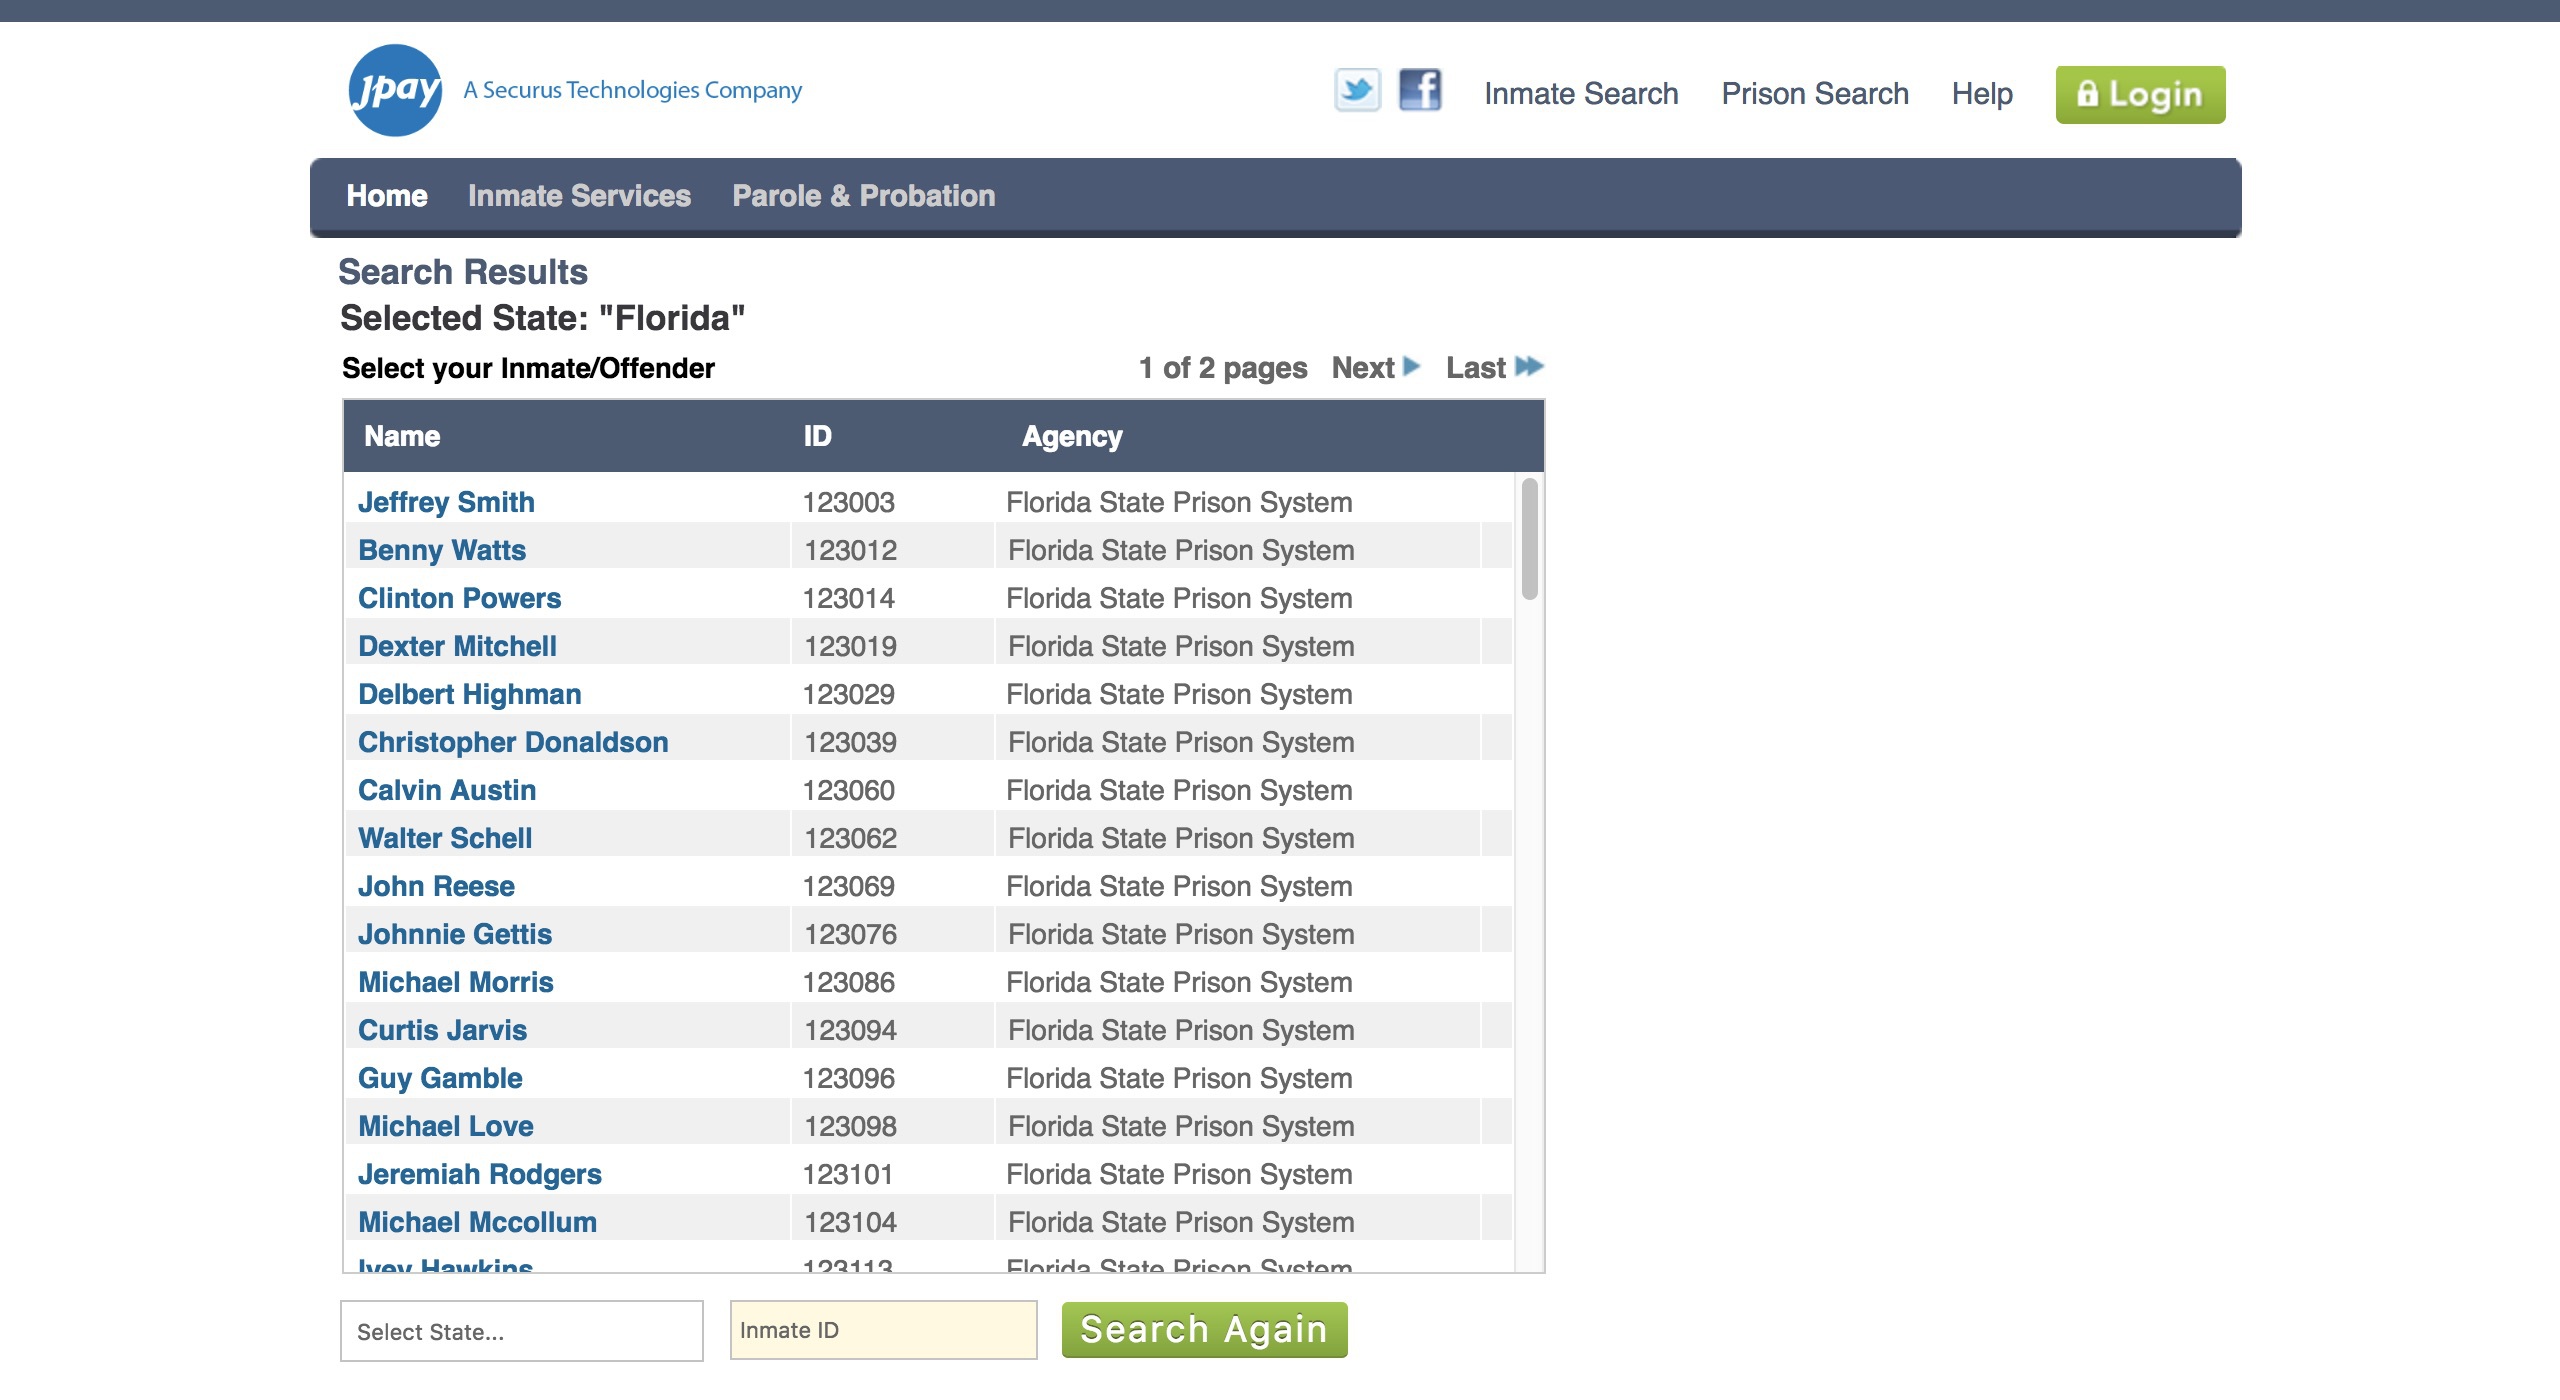 Jpay A Securus Technologies Company
Inmate Search Prison Search Help Login
Home Inmate Services Parole & Probation
Search Results
Selected State: "Florida"
Select your Inmate/Offender 1 of 2 pages Next Last
Name ID Agency
Jeffrey Smith 123003 Florida State Prison System
Benny Watts 123012 Florida State Prison System
Clinton Powers 123014 Florida State Prison System
Dexter Mitchell 123019 Florida State Prison System
Delbert Highman 123029 Florida State Prison System
Christopher Donaldson 123039 Florida State Prison System
Calvin Austin 123060 Florida State Prison System
Walter Schell 123062 Florida State Prison System
John Reese 123069 Florida State Prison System
Johnnie Gettis 123076 Florida State Prison System
Michael Morris 123086 Florida State Prison System
Curtis Jarvis 123094 Florida State Prison System
Guy Gamble 123096 Florida State Prison System
Michael Love 123098 Florida State Prison System
Jeremiah Rodgers 123101 Florida State Prison System
Michael Mccollum 123104 Florida State Prison System
Ivey Hawkins 123113 Florida State Prison System
Select State... Inmate ID Search Again